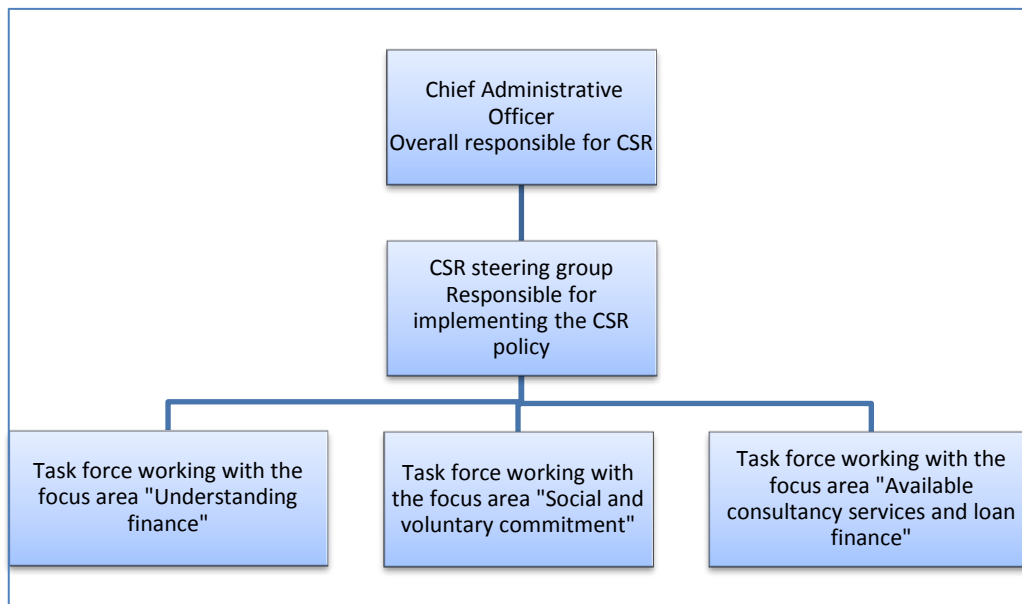 Chief Administrative
Officer
Overall responsible for CSR
CSR steering group
Responsible for
implementing the CSR
policy
Task force working with the
focus area "Understanding
finance"
Task force working with
the focus area "Social and
voluntary commitment"
Task force working with the
focus area "Available
consultancy services and loan
finance"